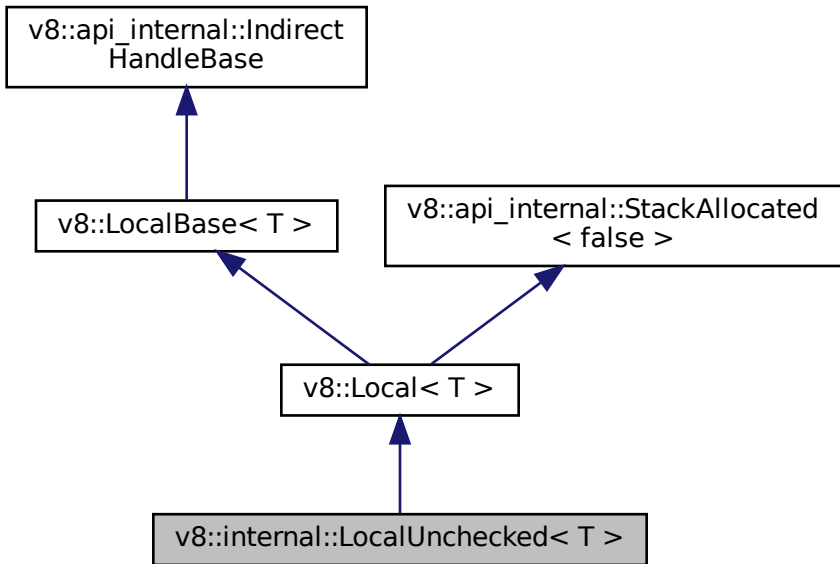 v8::api_internal::Indirect
HandleBase
v8::LocalBase< T >
v8::api_internal::StackAllocated
< false >
v8::Local< T >
v8::internal::LocalUnchecked< T >